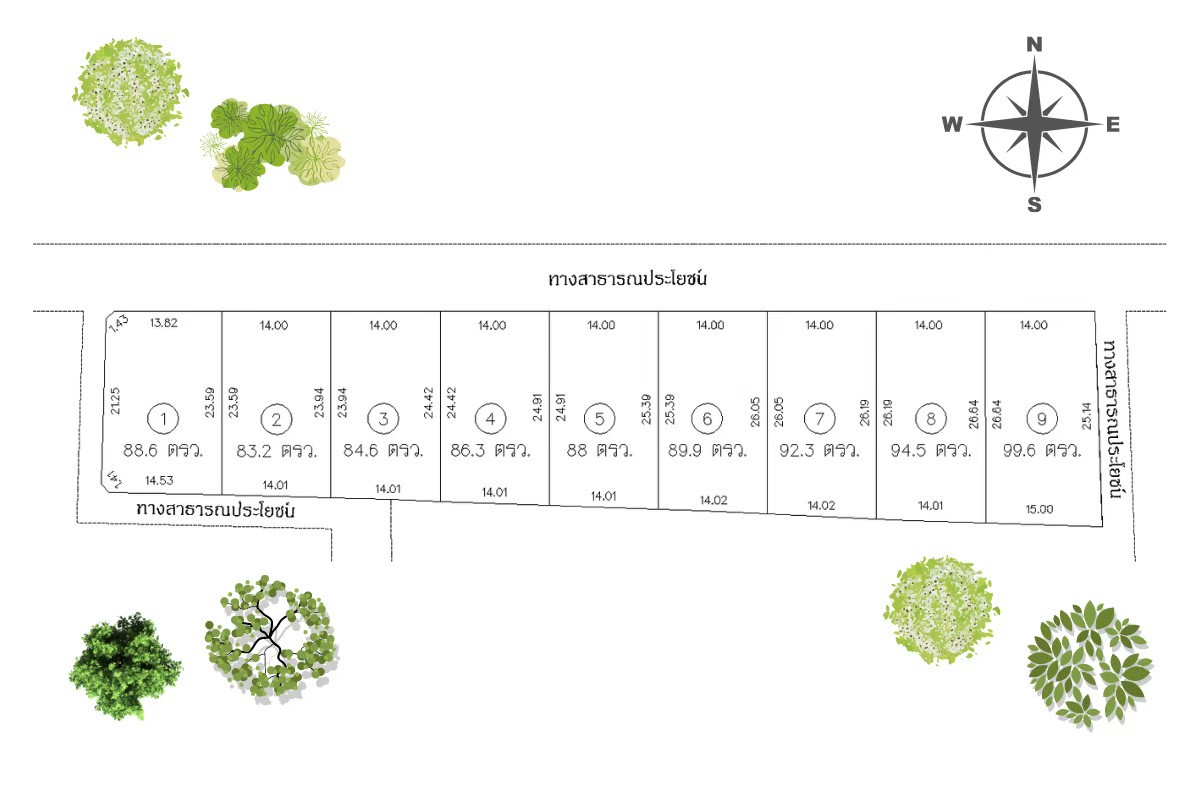 N
W
E
S
ทางสาธารณประโยชน์
1.43
13.82
14.00
14.00
14.00
14.00
14.00
14.00
14.00
14.00
21.25
23.59
23.59
23.94
23.94
24.42
24.42
24.91
24.91
25.39
25.39
26.05
26.05
26.19
26.19
26.64
26.64
25.14
ทางสาธารณประโยชน์
1
2
3
4
5
6
7
8
9
88.6 ตรว.
83.2 ตรว.
84.6 ตรว.
86.3 ตรว.
88 ตรว.
89.9 ตรว.
92.3 ตรว.
94.5 ตรว.
99.6 ตรว.
1.41
14.53
14.01
14.01
14.01
14.01
14.02
14.02
14.01
15.00
ทางสาธารณประโยชน์